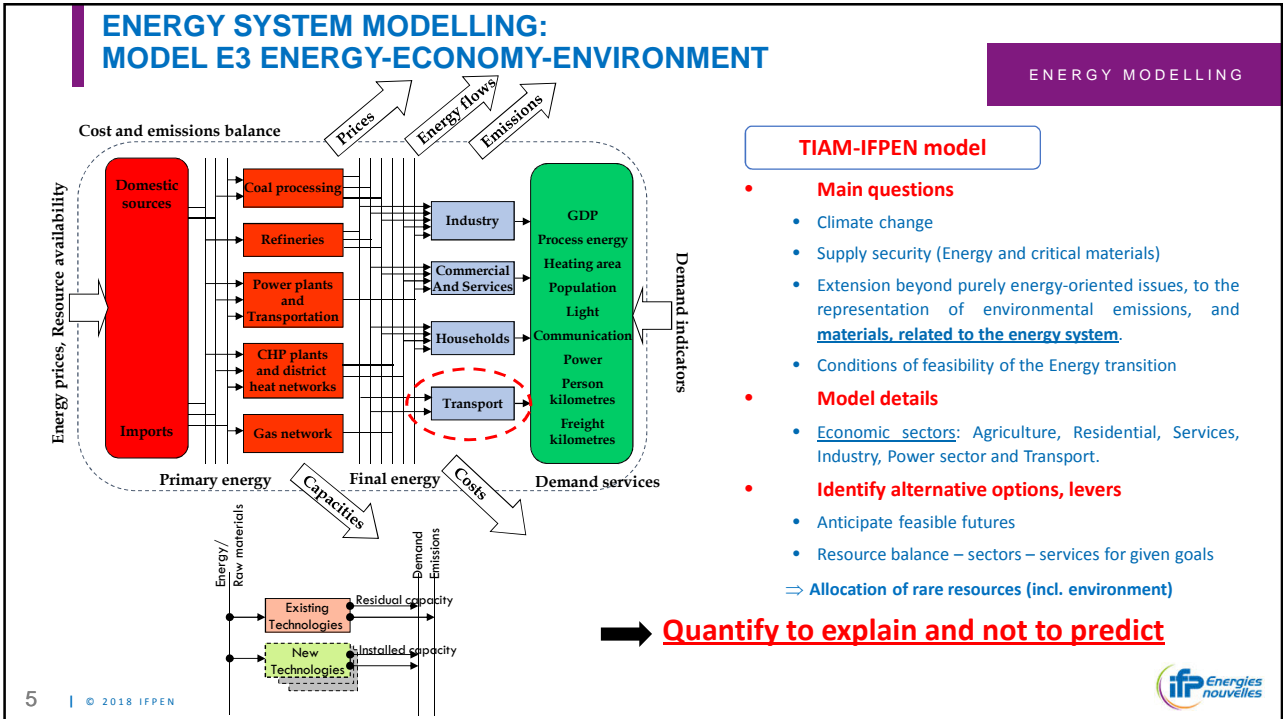 ENERGY SYSTEM MODELLING:
MODEL E3 ENERGY-ECONOMY-ENVIRONMENT
ENERGY MODELLING
Cost and emissions balance
Prices
Energy flows
Emissions
Energy prices, Resource availability
Domestic
sources
Imports
Coal processing
Refineries
Power plants
and
Transportation
CHP plants
and district
heat networks
Gas network
Industry
Commercial
And Services
Households
Transport
GDP
Process energy
Heating area
Population
Light
Communication
Power
Person
kilometres
Freight
kilometres
Demand indicators
Primary energy
Final energy
Demand services
Capacities
Costs
Energy/
Raw materials
Demand
Emissions
Existing
Technologies
Residual capacity
New
Technologies
Installed capacity
TIAM-IFPEN model
• Main questions
• Climate change
• Supply security (Energy and critical materials)
• Extension beyond purely energy-oriented issues, to the
representation of environmental emissions, and
materials, related to the energy system.
• Conditions of feasibility of the Energy transition
• Model details
• Economic sectors: Agriculture, Residential, Services,
Industry, Power sector and Transport.
• Identify alternative options, levers
• Anticipate feasible futures
• Resource balance – sectors – services for given goals
⇒ Allocation of rare resources (incl. environment)
Quantify to explain and not to predict
5 | © 2018 IFPEN
ifp Energies
nouvelles